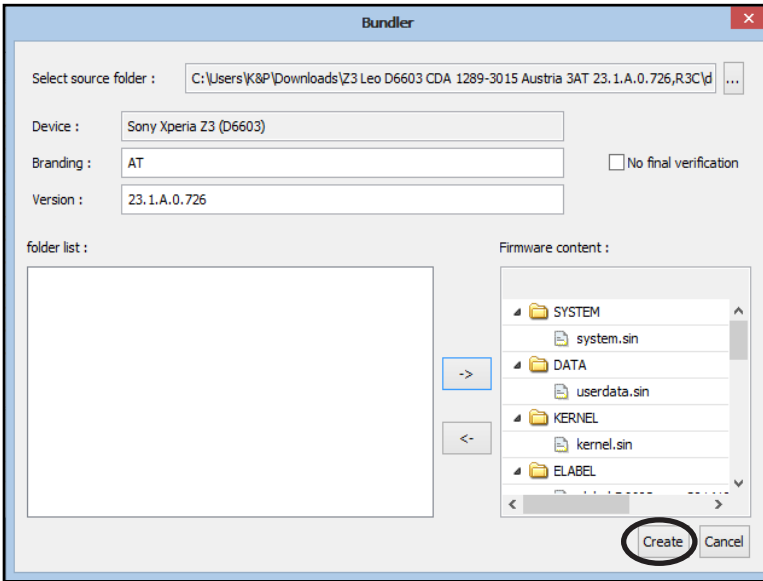 Bundler
Select source folder : C:\Users\K&P\Downloads\Z3 Leo D6603 CDA 1289-3015 Austria 3AT 23.1.A.0.726,R3C\d ...
Device : Sony Xperia Z3 (D6603)
Branding : AT
No final verification
Version : 23.1.A.0.726
folder list :
Firmware content :
SYSTEM
system.sin
DATA
userdata.sin
->
KERNEL
<-
kernel.sin
ELABEL
Create Cancel